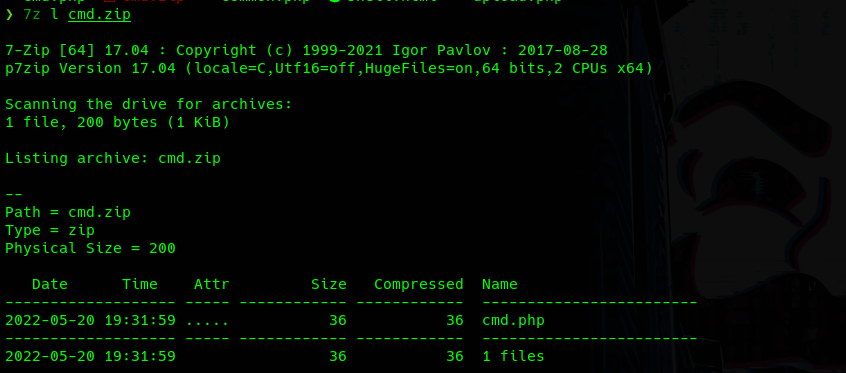 ❯ 7z l cmd.zip
7-Zip [64] 17.04 : Copyright (c) 1999-2021 Igor Pavlov : 2017-08-28
p7zip Version 17.04 (locale=C,Utf16=off,HugeFiles=on,64 bits,2 CPUs x64)
Scanning the drive for archives:
1 file, 200 bytes (1 KiB)
Listing archive: cmd.zip
--
Path = cmd.zip
Type = zip
Physical Size = 200
   Date      Time    Attr         Size   Compressed  Name
------------------- ----- ------------ ------------  ------------------------
2022-05-20 19:31:59 .....           36           36  cmd.php
------------------- ----- ------------ ------------  ------------------------
2022-05-20 19:31:59                 36           36  1 files